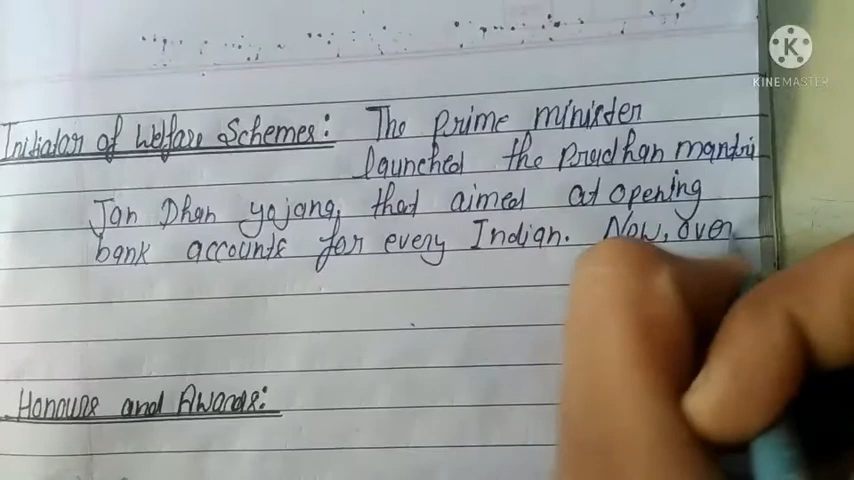 KINEMASTER
Initiator of Welfare Schemes: The prime minister
launched the Pradhan mantri
Jan Dhan yojana, that aimed at opening
bank accounts for every Indian. Now, over
Honours and Awards: